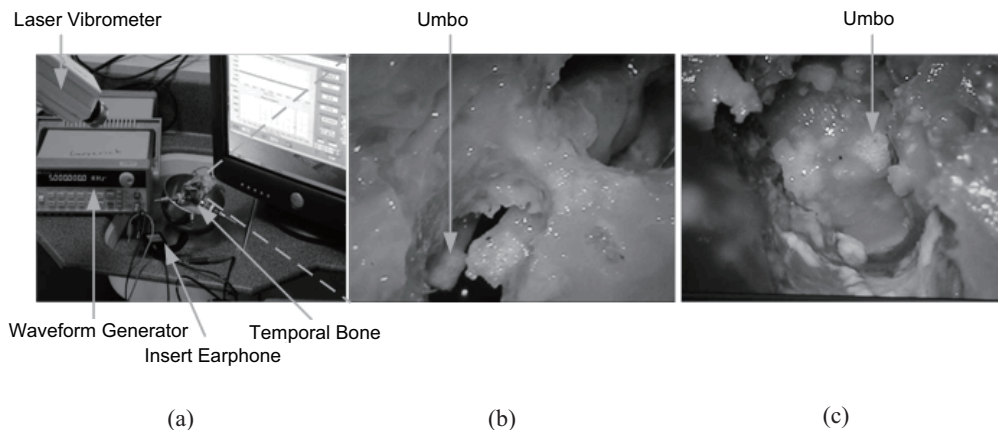 Laser Vibrometer
Umbo
Umbo
Waveform Generator
Insert Earphone
Temporal Bone
(a)
(b)
(c)